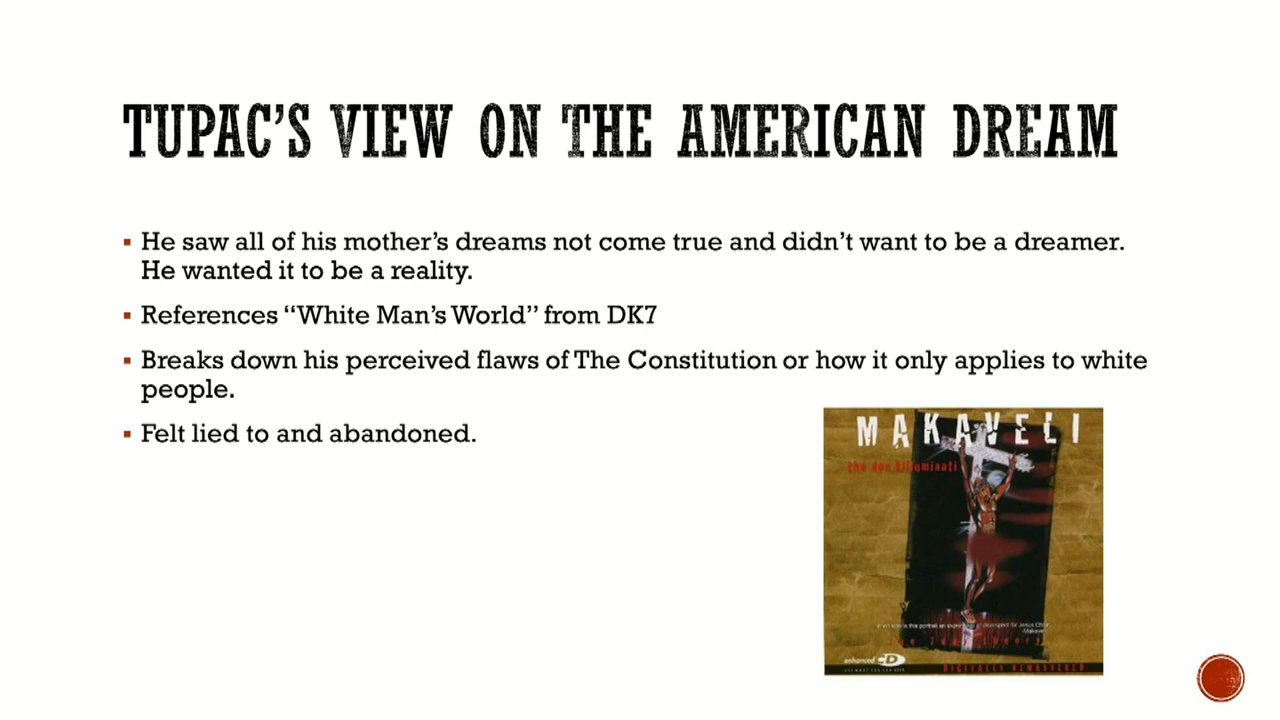 TUPAC'S VIEW ON THE AMERICAN DREAM
▪ He saw all of his mother's dreams not come true and didn't want to be a dreamer.
He wanted it to be a reality.
▪ References “White Man's World” from DK7
▪ Breaks down his perceived flaws of The Constitution or how it only applies to white
people.
▪ Felt lied to and abandoned.
MAKAVELI
the don killuminati
enhanced CD
DIGITALLY REMASTERED